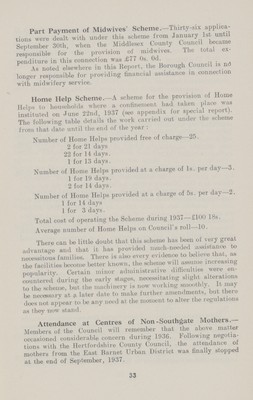 Part Payment of Midwives' Scheme.—Thirty-six applica-
tions were dealt with under this scheme from January 1st until
September 30th, when the Middlesex County Council became
responsible for the provision of midwives. The total ex-
penditure in this connection was £77 0s. 6d.
As noted elsewhere in this Report, the Borough Council is no
longer responsible for providing financial assistance in connection
with midwifery service.
Home Help Scheme.—A scheme for the provision of Home
Helps to households where a confinement had taken place was
instituted on June 22nd, 1937 (see appendix for special report).
The following table details the work carried out under the scheme
from that date until the end of the year:
Number of Home Helps provided free of charge—25.
2 for 21 days
22 for 14 days.
1 for 13 days.
Number of Home Helps provided at a charge of 1s. per day—3.
1 for 19 days.
2 for 14 days.
Number of Home Helps provided at a charge of 5s. per day—2.
1 for 14 days
1 for 3 days.
Total cost of operating the Scheme during 1937—£100 18s.
Average number of Home Helps on Council's roll—10.
There can be little doubt that this scheme has been of very great
advantage and that it has provided much-needed assistance to
necessitous families. There is also every evidence to believe that, as
the facilities become better known, the scheme will assume increasing
popularity. Certain minor administrative difficulties were en-
countered during the early stages, necessitating slight alterations
to the scheme, but the machinery is now working smoothly. It may
be necessary at a later date to make further amendments, but there
does not appear to be any need at the moment to alter the regulations
as they now stand.
Attendance at Centres of Non-Southgate Mothers.—
Members of the Council will remember that the above matter
occasioned considerable concern during 1936. Following negotia-
tions with the Hertfordshire County Council, the attendance of
mothers from the East Barnet Urban District was finally stopped
at the end of September, 1937.
33